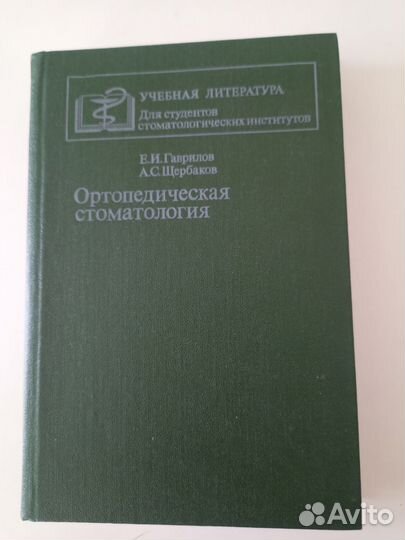 УЧЕБНАЯ ЛИТЕРАТУРА
Для студентов
стоматологических институтов
Е.И.Гаврилов
А.С.Щербаков
Ортопедическая
стоматология
Avito